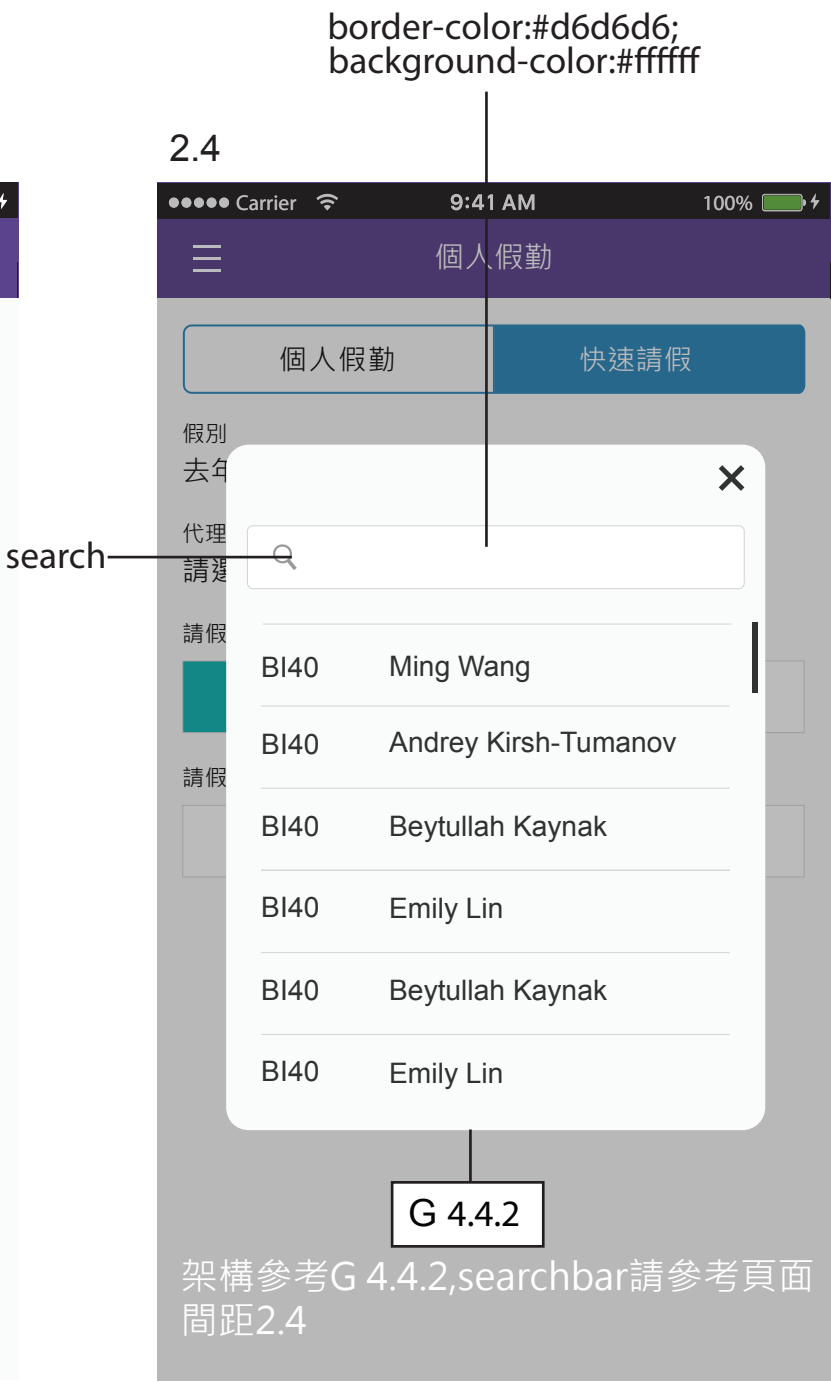 border-color:#d6d6d6;
background-color:#ffffff
2.4
Carrier 9:41 AM 100%
個人假勤
個人假勤 快速請假
假別
去年
代理
search
請選
請假
BI40 Ming Wang
BI40 Andrey Kirsh-Tumanov
請假
BI40 Beytullah Kaynak
BI40 Emily Lin
BI40 Beytullah Kaynak
BI40 Emily Lin
G 4.4.2
架構參考G 4.4.2,searchbar請參考頁面
間距2.4